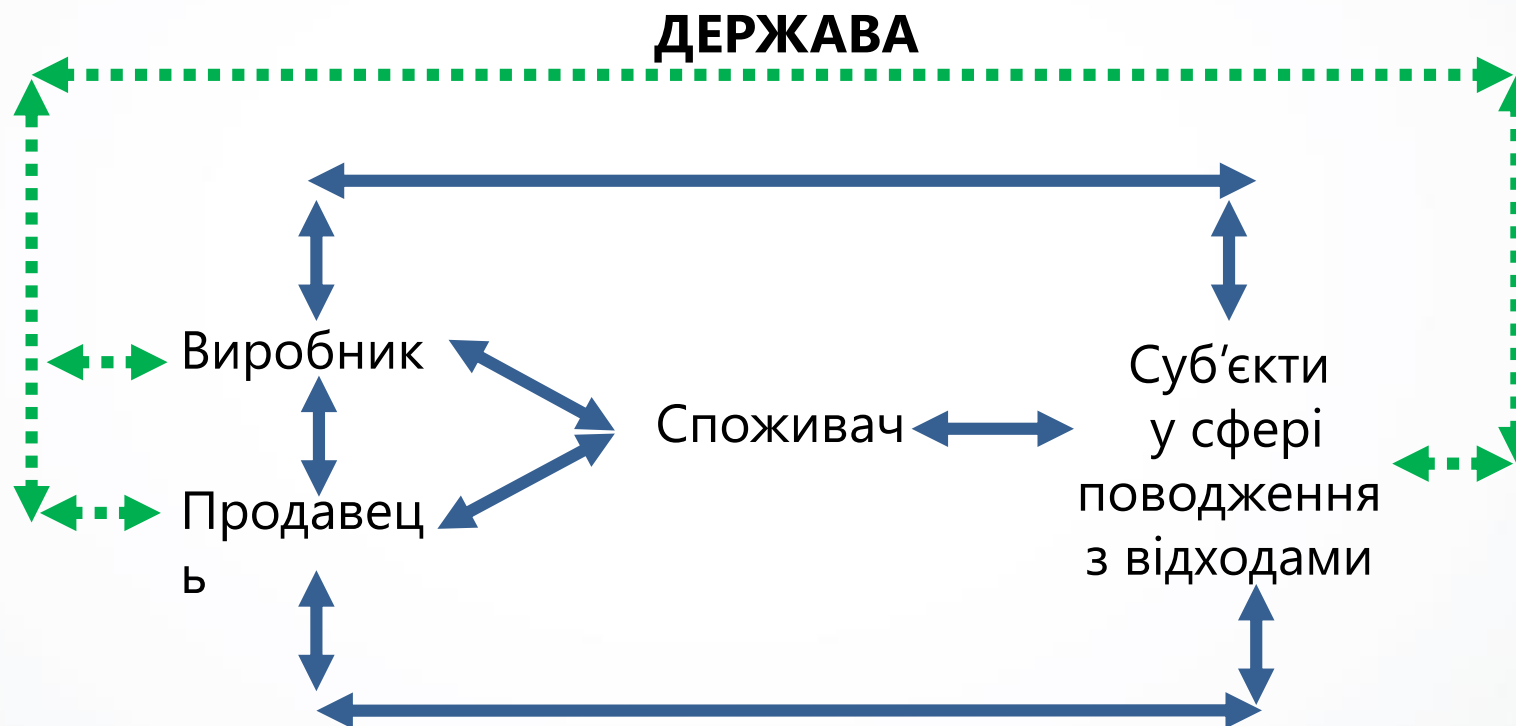 ДЕРЖАВА
Виробник
Продавец
ь
Споживач
Суб’єкти
у сфері
поводження
з відходами